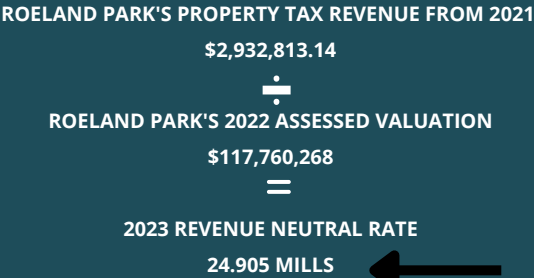 ROELAND PARK'S PROPERTY TAX REVENUE FROM 2021
$2,932,813.14
÷
ROELAND PARK'S 2022 ASSESSED VALUATION
$117,760,268
=
2023 REVENUE NEUTRAL RATE
24.905 MILLS